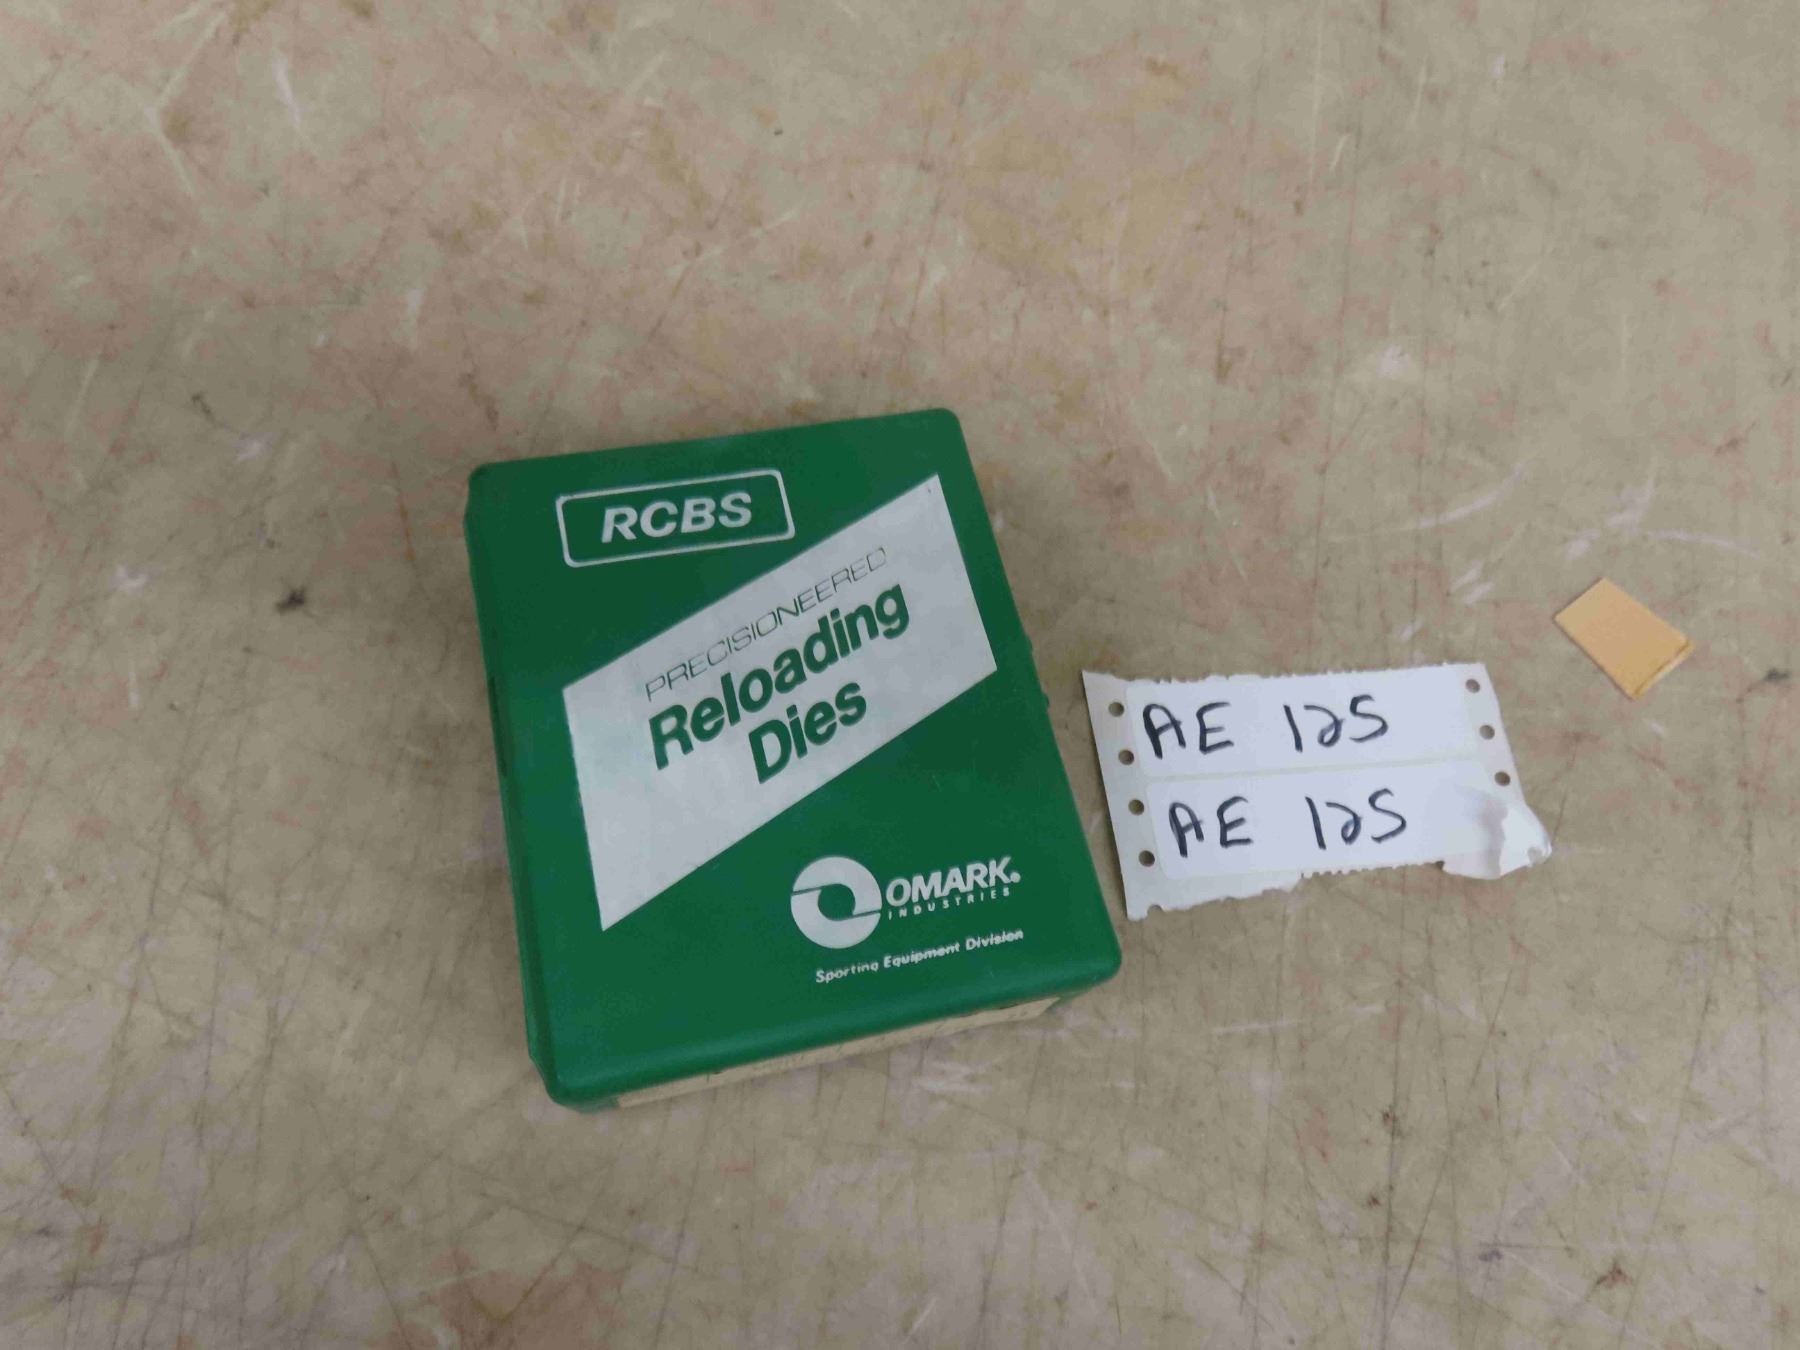 RCBS
PRECISIONEERED
Reloading
Dies
OMARK®
INDUSTRIES
Sporting Equipment Division
AE 125
AE 125